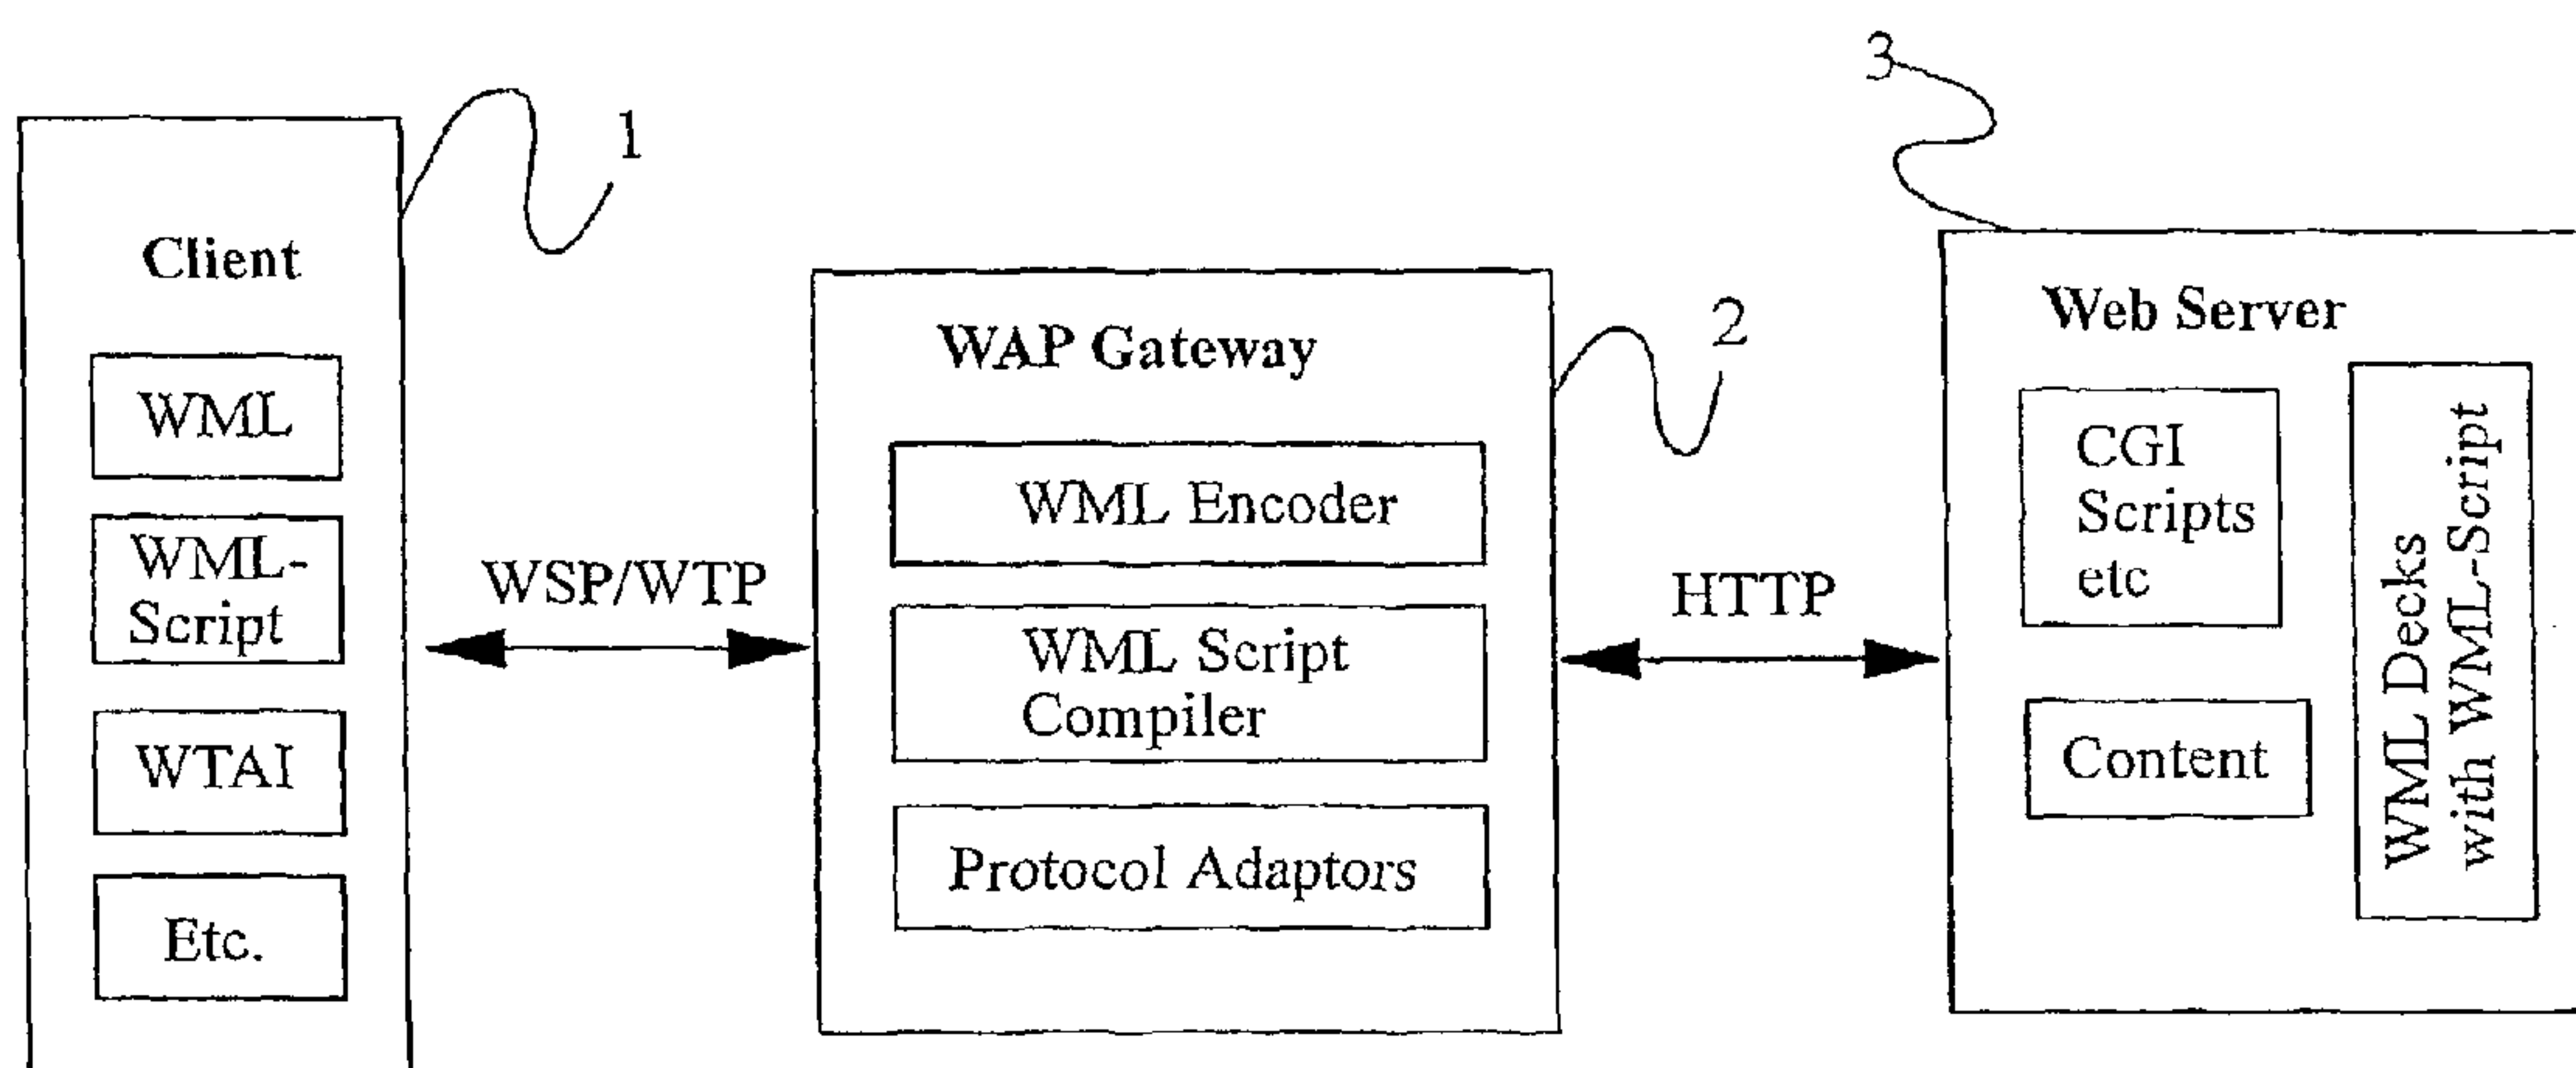 3
1
Client
WML
WML-
Script
WTAI
Etc.
WSP/WTP
2
WAP Gateway
WML Encoder
WML Script
Compiler
Protocol Adaptors
HTTP
Web Server
CGI
Scripts
etc
Content
WML Decks
with WML-Script